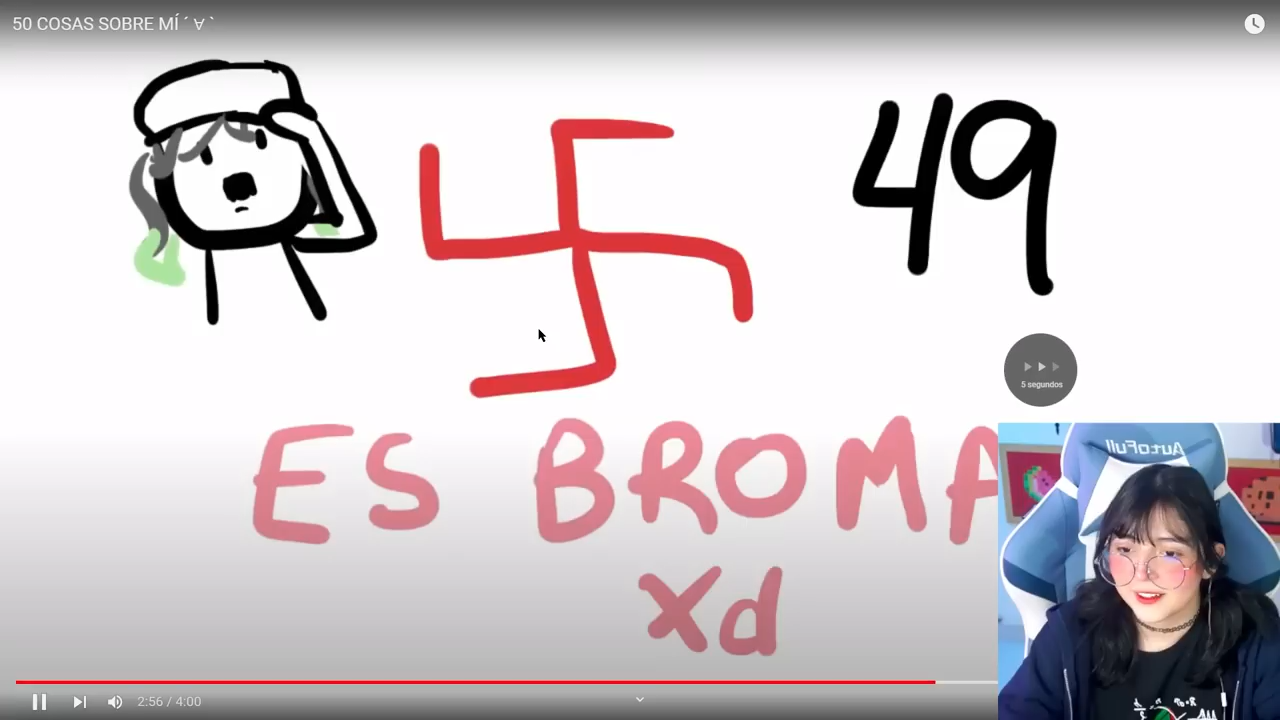 50 COSAS SOBRE MÍ ´ ∀ `
49
5 segundos
ES BROMA
Xd
AutoFull
2:56 / 4:00